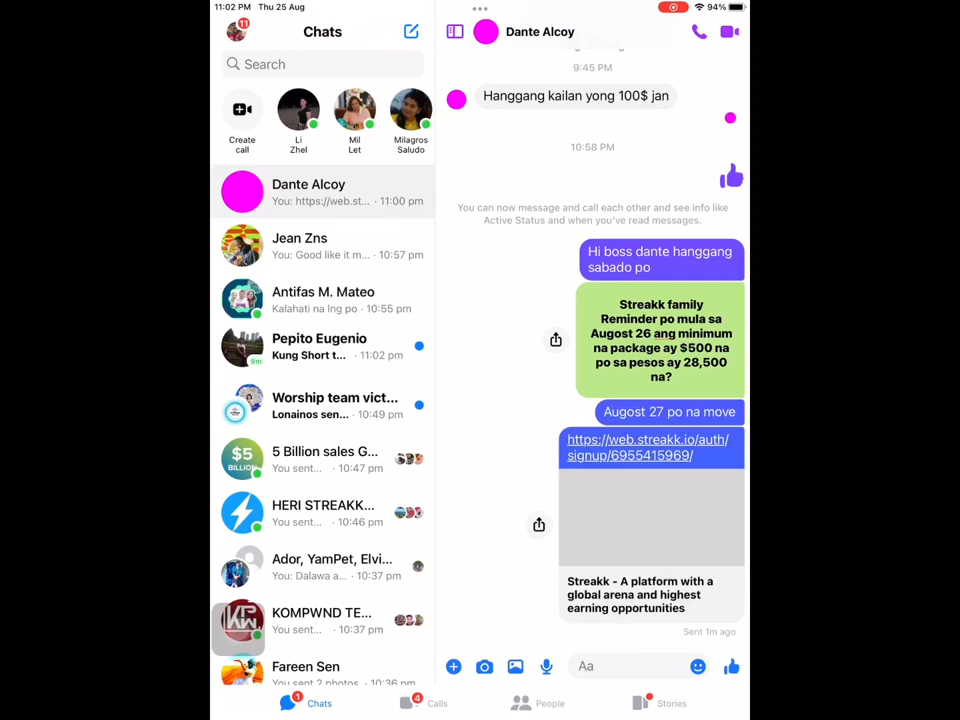 11:02 PM Thu 25 Aug
94%
11
Chats
Search
Create call
Li Zhel
Mil Let
Milagros Saludo
Dante Alcoy
You: https://web.st... · 11:00 pm
Jean Zns
You: Good like it m... · 10:57 pm
Antifas M. Mateo
Kalahati na lng po · 10:55 pm
Pepito Eugenio
Kung Short t... · 11:02 pm
9m
Worship team vict...
Lonainos sen... · 10:49 pm
$5 BILLION
5 Billion sales G...
You sent... · 10:47 pm
HERI STREAKK...
You sent... · 10:46 pm
Ador, YamPet, Elvi...
You: Dalawa a... · 10:37 pm
KOMPWND TE...
You sent... · 10:37 pm
Fareen Sen
You sent 2 photos. · 10:36 pm
1
Chats
4
Calls
People
Stories
Dante Alcoy
9:45 PM
Hanggang kailan yong 100$ jan
10:58 PM
You can now message and call each other and see info like
Active Status and when you've read messages.
Hi boss dante hanggang
sabado po
Streakk family
Reminder po mula sa
Augost 26 ang minimum
na package ay $500 na
po sa pesos ay 28,500
na?
Augost 27 po na move
https://web.streakk.io/auth/
signup/6955415969/
Streakk - A platform with a
global arena and highest
earning opportunities
Sent 1m ago
Aa